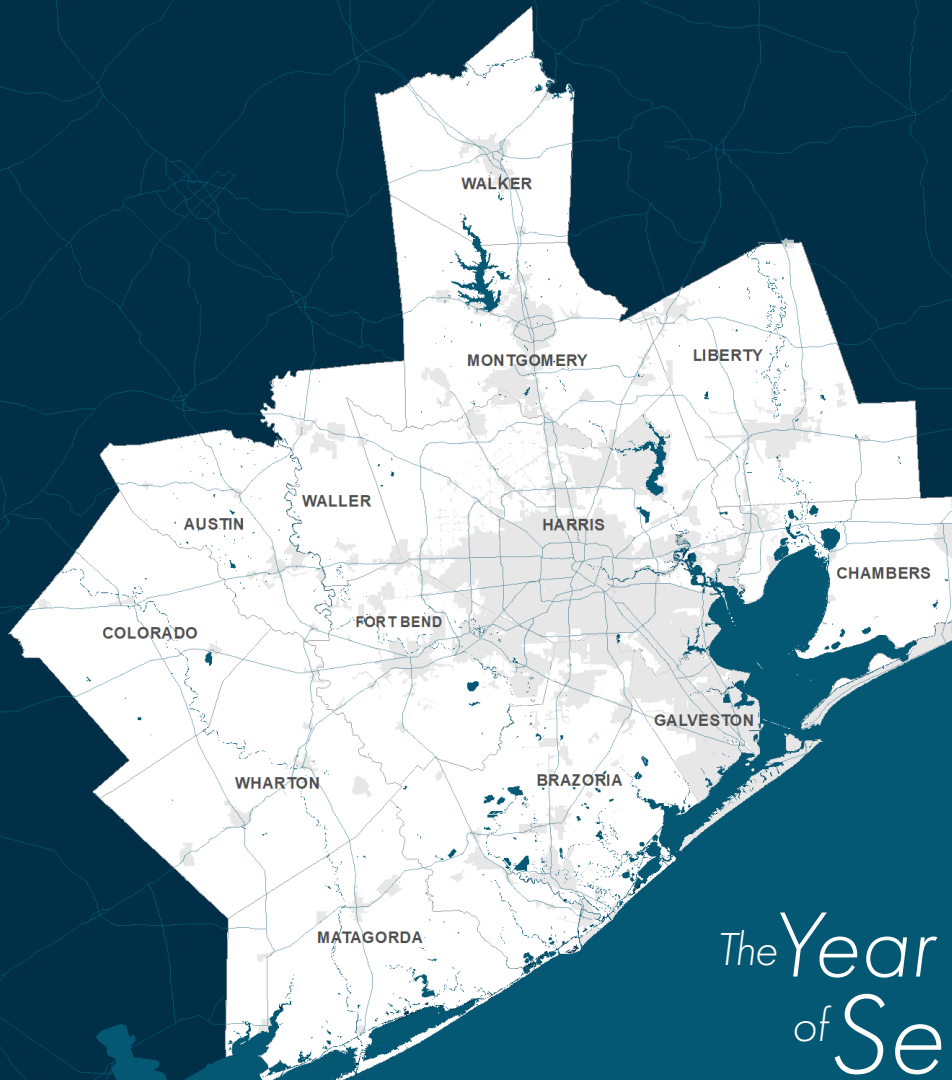 WALKER
MONTGOMERY
LIBERTY
WALLER
AUSTIN
HARRIS
CHAMBERS
COLORADO
FORT BEND
GALVESTON
WHARTON
BRAZORIA
MATAGORDA
The Year
of Se